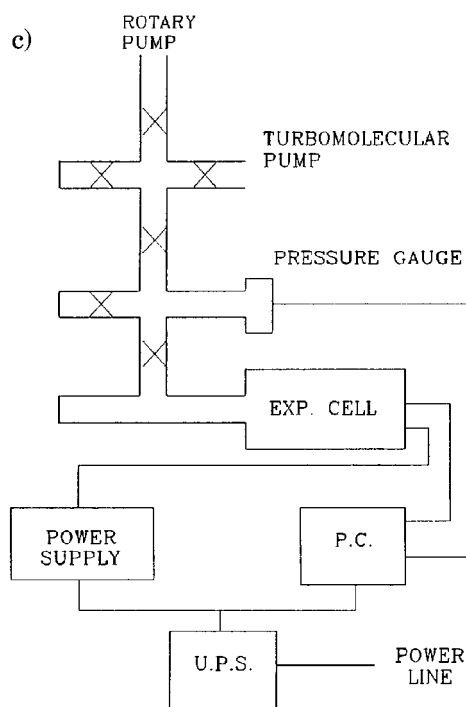 c)
ROTARY
PUMP
TURBOMOLECULAR
PUMP
PRESSURE GAUGE
EXP. CELL
POWER
SUPPLY
P.C.
U.P.S.
POWER
LINE